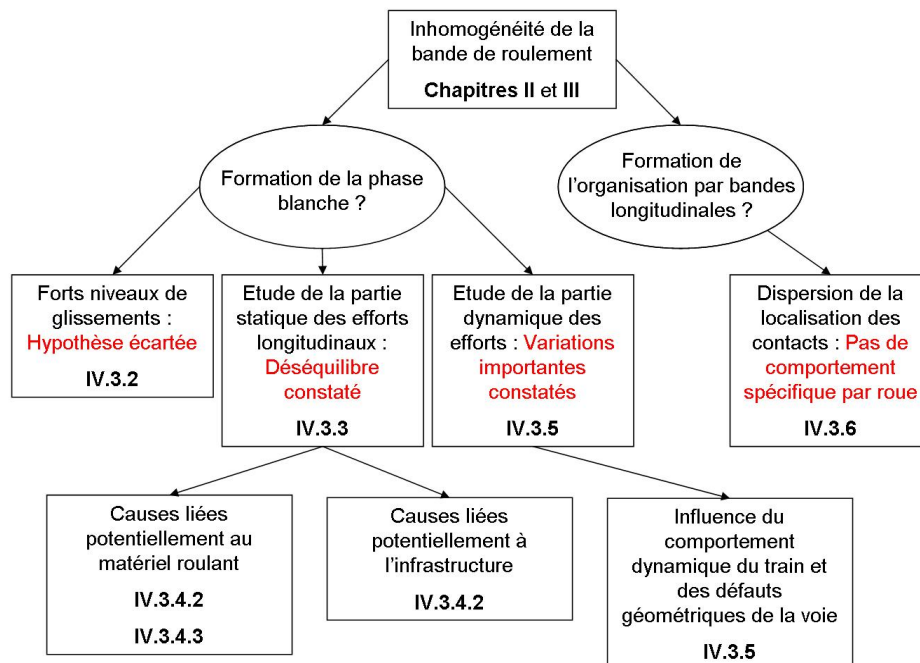 Inhomogénéité de la
bande de roulement
Chapitres II et III
Formation de la phase
blanche ?
Formation de
l'organisation par bandes
longitudinales ?
Forts niveaux de
glissements :
Hypothèse écartée
IV.3.2
Etude de la partie
statique des efforts
longitudinaux :
Déséquilibre
constaté
IV.3.3
Etude de la partie
dynamique des
efforts : Variations
importantes
constatés
IV.3.5
Dispersion de la
localisation des
contacts : Pas de
comportement
spécifique par roue
IV.3.6
Causes liées
potentiellement au
matériel roulant
IV.3.4.2
IV.3.4.3
Causes liées
potentiellement à
l'infrastructure
IV.3.4.2
Influence du
comportement
dynamique du train et
des défauts
géométriques de la voie
IV.3.5